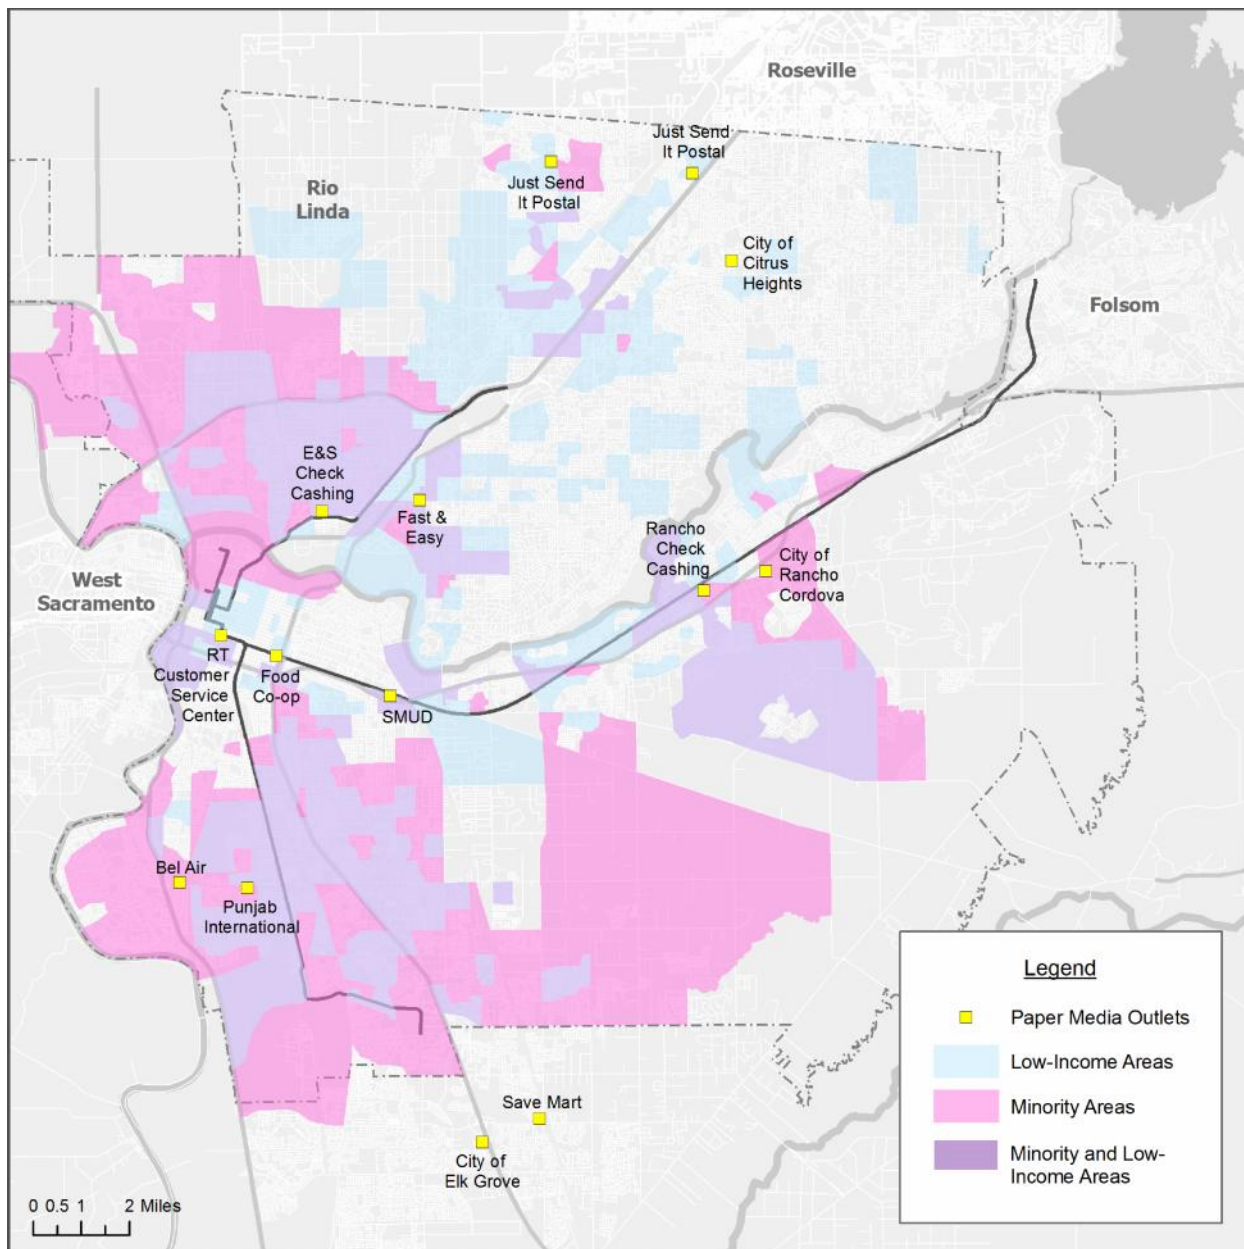 Roseville
Just Send
It Postal
Just Send
It Postal
Rio
Linda
City of
Citrus
Heights
Folsom
E&S
Check
Cashing
Fast &
Easy
Rancho
Check
Cashing
City of
Rancho
Cordova
West
Sacramento
RT
Customer
Service
Center
Food
Co-op
SMUD
Bel Air
Punjab
International
Save Mart
City of
Elk Grove
Legend
Paper Media Outlets
Low-Income Areas
Minority Areas
Minority and Low-
Income Areas
0 0.5 1 2 Miles